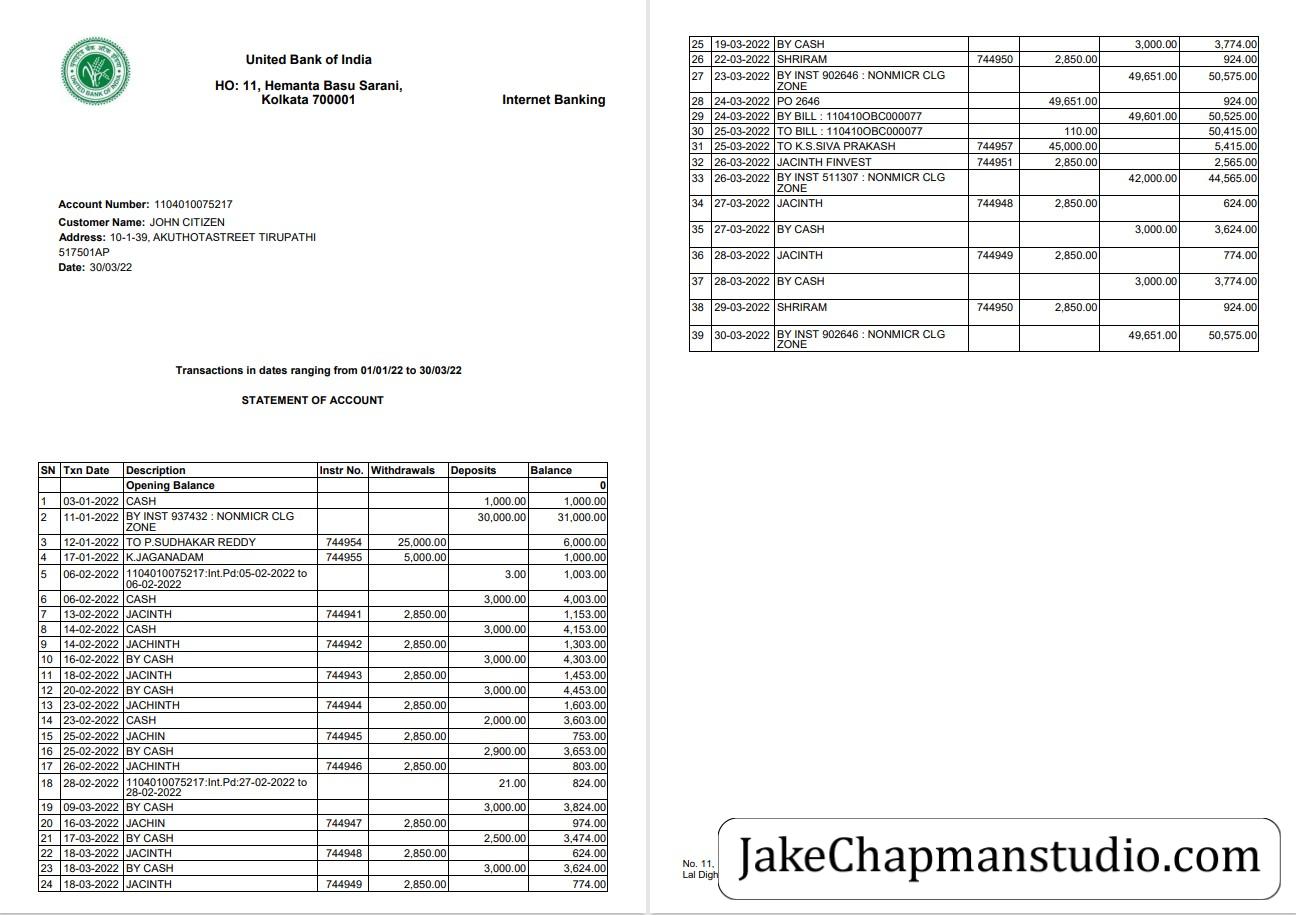 United Bank of India
HO: 11, Hemanta Basu Sarani,
Kolkata 700001
Internet Banking
Account Number: 1104010075217
Customer Name: JOHN CITIZEN
Address: 10-1-39, AKUTHOTASTREET TIRUPATHI
517501AP
Date: 30/03/22
Transactions in dates ranging from 01/01/22 to 30/03/22
STATEMENT OF ACCOUNT
SN Txn Date Description Instr No. Withdrawals Deposits Balance
Opening Balance 0
1 03-01-2022 CASH 1,000.00 1,000.00
2 11-01-2022 BY INST 937432 : NONMICR CLG 30,000.00 31,000.00
ZONE
3 12-01-2022 TO P.SUDHAKAR REDDY 744954 25,000.00 6,000.00
4 17-01-2022 K.JAGANADAM 744955 5,000.00 1,000.00
5 06-02-2022 1104010075217:Int.Pd:05-02-2022 to 3.00 1,003.00
06-02-2022
6 06-02-2022 CASH 3,000.00 4,003.00
7 13-02-2022 JACINTH 744941 2,850.00 1,153.00
8 14-02-2022 CASH 3,000.00 4,153.00
9 14-02-2022 JACHINTH 744942 2,850.00 1,303.00
10 16-02-2022 BY CASH 3,000.00 4,303.00
11 18-02-2022 JACINTH 744943 2,850.00 1,453.00
12 20-02-2022 BY CASH 3,000.00 4,453.00
13 23-02-2022 JACHINTH 744944 2,850.00 1,603.00
14 23-02-2022 CASH 2,000.00 3,603.00
15 25-02-2022 JACHIN 744945 2,850.00 753.00
16 25-02-2022 BY CASH 2,900.00 3,653.00
17 26-02-2022 JACHINTH 744946 2,850.00 803.00
18 28-02-2022 1104010075217:Int.Pd:27-02-2022 to 21.00 824.00
28-02-2022
19 09-03-2022 BY CASH 3,000.00 3,824.00
20 16-03-2022 JACHIN 744947 2,850.00 974.00
21 17-03-2022 BY CASH 2,500.00 3,474.00
22 18-03-2022 JACINTH 744948 2,850.00 624.00
23 18-03-2022 BY CASH 3,000.00 3,624.00
24 18-03-2022 JACINTH 744949 2,850.00 774.00
25 19-03-2022 BY CASH 3,000.00 3,774.00
26 22-03-2022 SHRIRAM 744950 2,850.00 924.00
27 23-03-2022 BY INST 902646 : NONMICR CLG 49,651.00 50,575.00
ZONE
28 24-03-2022 PO 2646 49,651.00 924.00
29 24-03-2022 BY BILL : 110410OBC000077 49,601.00 50,525.00
30 25-03-2022 TO BILL : 110410OBC000077 110.00 50,415.00
31 25-03-2022 TO K.S.SIVA PRAKASH 744957 45,000.00 5,415.00
32 26-03-2022 JACINTH FINVEST 744951 2,850.00 2,565.00
33 26-03-2022 BY INST 511307 : NONMICR CLG 42,000.00 44,565.00
ZONE
34 27-03-2022 JACINTH 744948 2,850.00 624.00
35 27-03-2022 BY CASH 3,000.00 3,624.00
36 28-03-2022 JACINTH 744949 2,850.00 774.00
37 28-03-2022 BY CASH 3,000.00 3,774.00
38 29-03-2022 SHRIRAM 744950 2,850.00 924.00
39 30-03-2022 BY INST 902646 : NONMICR CLG 49,651.00 50,575.00
ZONE
No. 11,
Lal Digh
JakeChapmanstudio.com